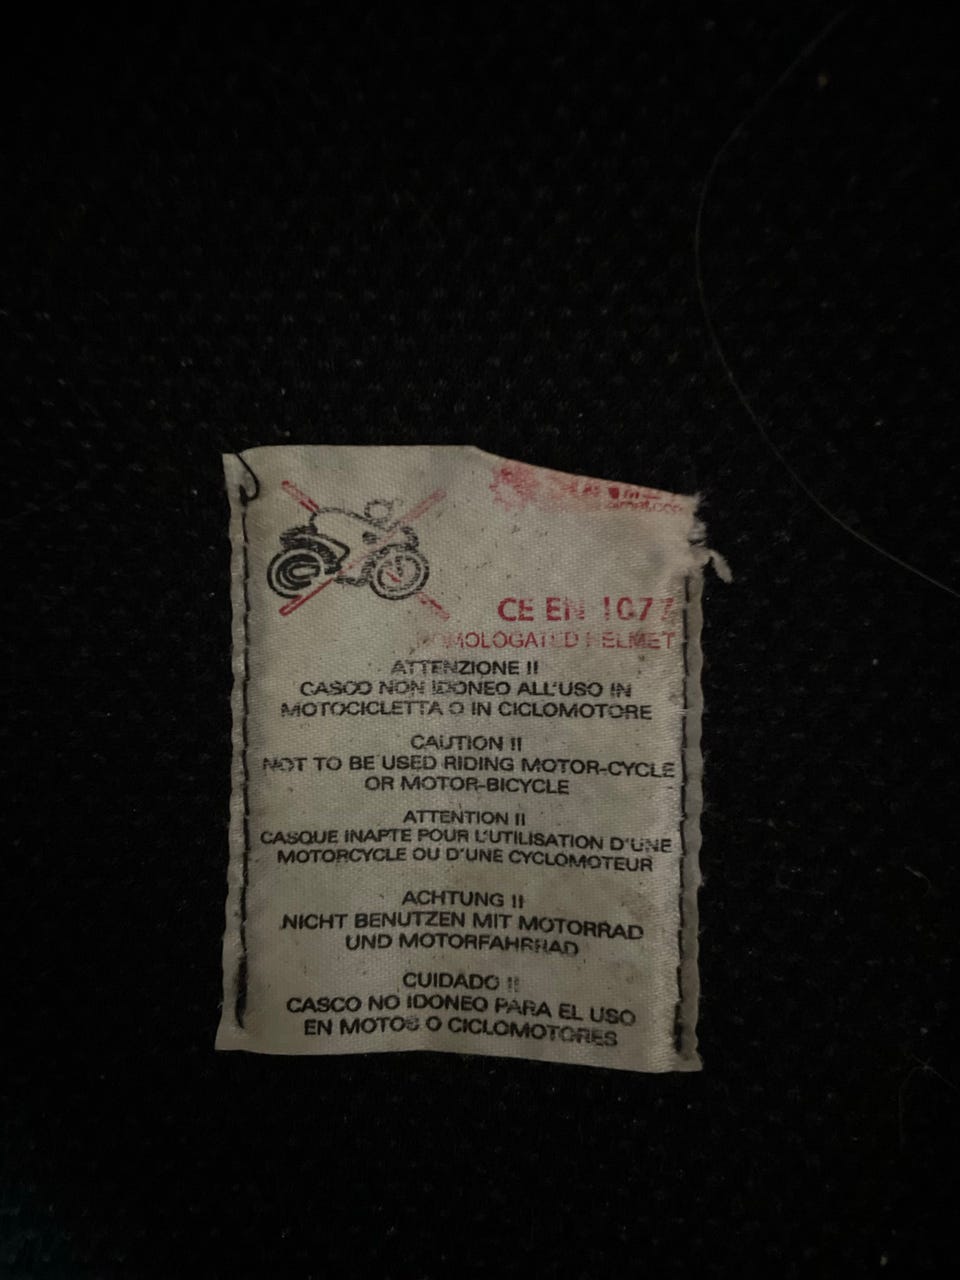 CE EN 1077
HOMOLOGATED HELMET
ATTENZIONE !!
CASCO NON IDONEO ALL'USO IN
MOTOCICLETTA O IN CICLOMOTORE
CAUTION !!
NOT TO BE USED RIDING MOTOR-CYCLE
OR MOTOR-BICYCLE
ATTENTION !!
CASQUE INAPTE POUR L'UTILISATION D'UNE
MOTORCYCLE OU D'UNE CYCLOMOTEUR
ACHTUNG !!
NICHT BENUTZEN MIT MOTORRAD
UND MOTORFAHRRAD
CUIDADO !!
CASCO NO IDONEO PARA EL USO
EN MOTOS O CICLOMOTORES